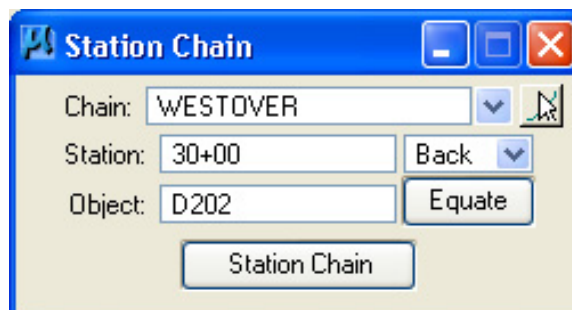 Station Chain
Chain: WESTOVER
Station: 30+00 Back
Object: D202 Equate
Station Chain